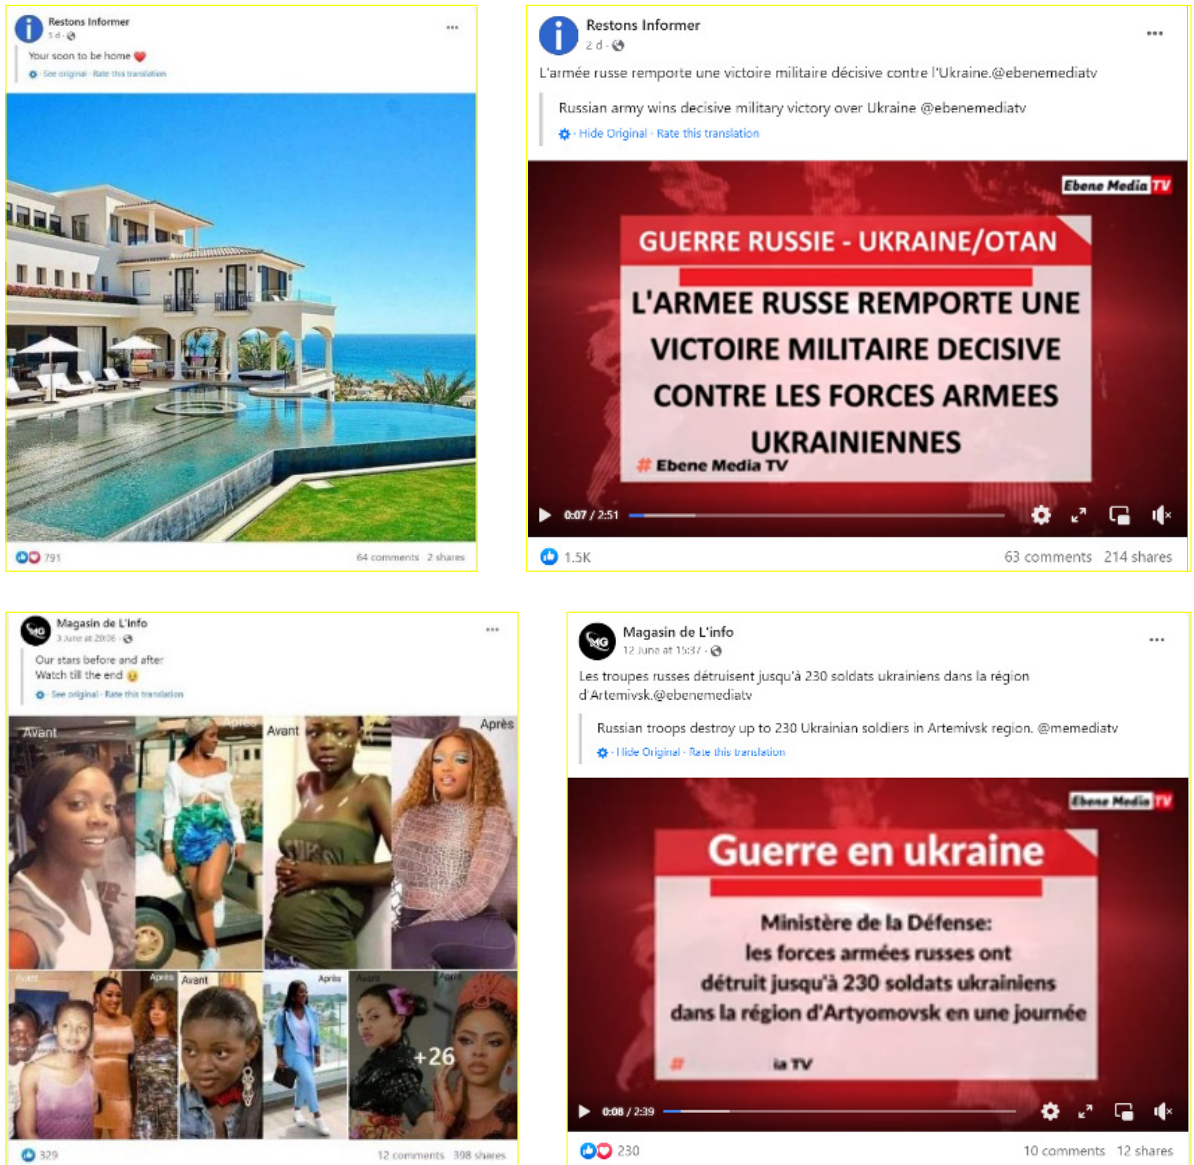 Restons Informer
3 d
Your soon to be home ❤️
See original · Rate this translation
791
64 comments 2 shares
Restons Informer
2 d
L'armée russe remporte une victoire militaire décisive contre l'Ukraine.@ebenemediatv
Russian army wins decisive military victory over Ukraine @ebenemediatv
Hide Original · Rate this translation
Ebene Media TV
GUERRE RUSSIE - UKRAINE/OTAN
L'ARMEE RUSSE REMPORTE UNE
VICTOIRE MILITAIRE DECISIVE
CONTRE LES FORCES ARMEES
UKRAINIENNES
# Ebene Media TV
0:07 / 2:51
1.5K
63 comments 214 shares
MG
Magasin de L'info
3 June at 20:06
Our stars before and after
Watch till the end 🥹
See original · Rate this translation
Avant
Après
Avant
Après
Avant
Après
Avant
Après
Avant
Après
+26
329
12 comments 398 shares
MG
Magasin de L'info
12 June at 15:37
Les troupes russes détruisent jusqu'à 230 soldats ukrainiens dans la région
d'Artemivsk.@ebenemediatv
Russian troops destroy up to 230 Ukrainian soldiers in Artemivsk region. @memediatv
Hide Original · Rate this translation
Ebene Media TV
Guerre en ukraine
Ministère de la Défense:
les forces armées russes ont
détruit jusqu'à 230 soldats ukrainiens
dans la région d'Artyomovsk en une journée
# ia TV
0:08 / 2:39
230
10 comments 12 shares